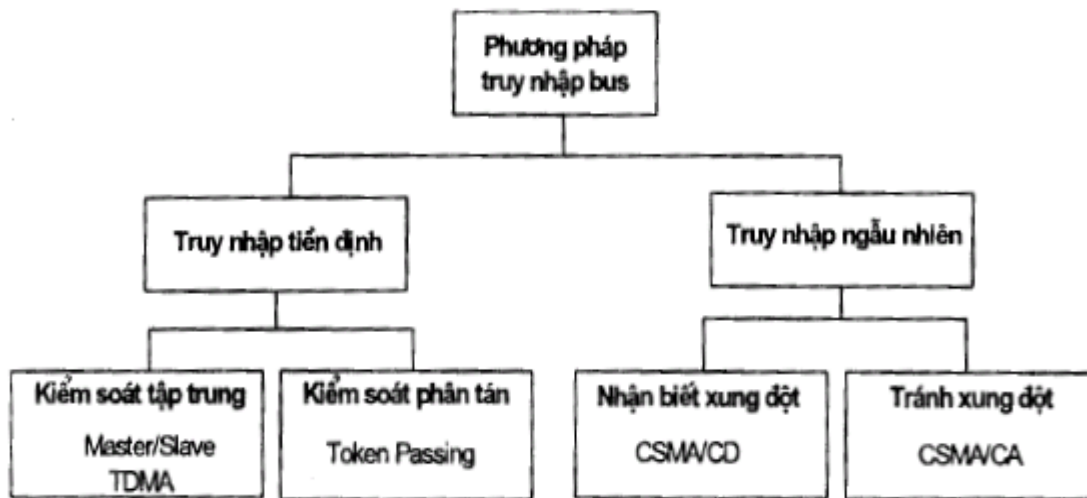 Phương pháp
truy nhập bus
Truy nhập tiền định
Truy nhập ngẫu nhiên
Kiểm soát tập trung
Master/Slave
TDMA
Kiểm soát phân tán
Token Passing
Nhận biết xung đột
CSMA/CD
Tránh xung đột
CSMA/CA